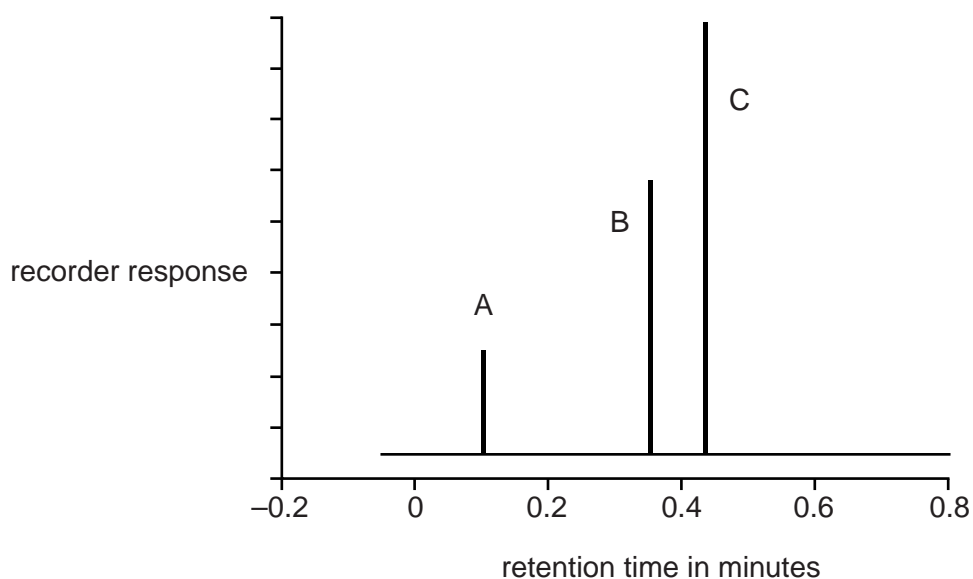 C
B
recorder response
A
–0.2
0
0.2
0.4
0.6
0.8
retention time in minutes